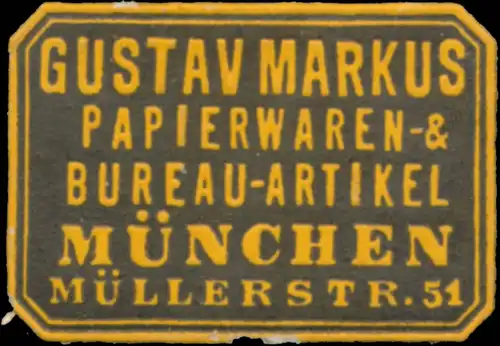 GUSTAV MARKUS
PAPIERWAREN-&
BUREAU-ARTIKEL
MÜNCHEN
MÜLLERSTR. 51